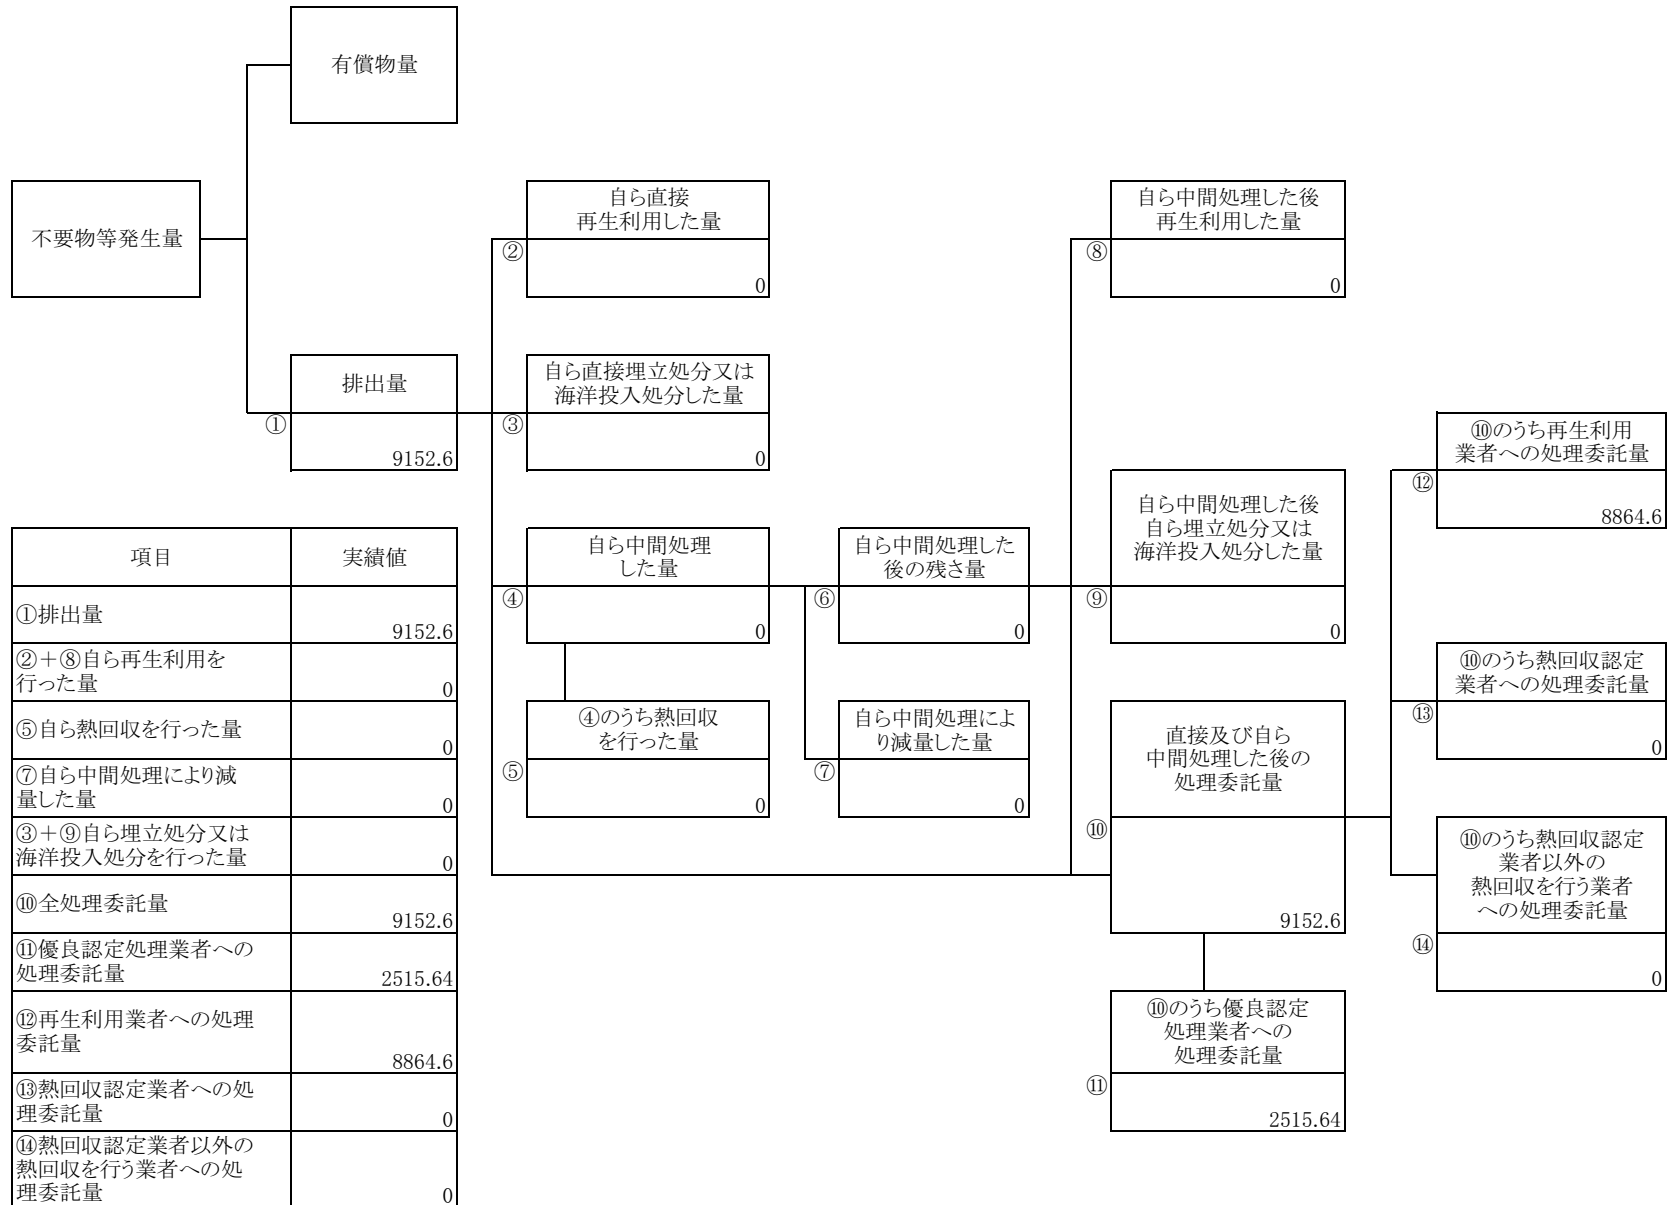 有償物量
不要物等発生量
自ら直接
再生利用した量
②
0
自ら中間処理した後
再生利用した量
⑧
0
排出量
①
9152.6
自ら直接埋立処分又は
海洋投入処分した量
③
0
⑩のうち再生利用
業者への処理委託量
⑫
8864.6
自ら中間処理
した量
④
0
自ら中間処理した
後の残さ量
⑥
0
自ら中間処理した後
自ら埋立処分又は
海洋投入処分した量
⑨
0
⑩のうち熱回収認定
業者への処理委託量
⑬
0
④のうち熱回収
を行った量
⑤
0
自ら中間処理によ
り減量した量
⑦
0
直接及び自ら
中間処理した後の
処理委託量
⑩
9152.6
⑩のうち熱回収認定
業者以外の
熱回収を行う業者
への処理委託量
⑭
0
⑩のうち優良認定
処理業者への
処理委託量
⑪
2515.64
項目 実績値
①排出量
9152.6
②+⑧自ら再生利用を
行った量
0
⑤自ら熱回収を行った量
0
⑦自ら中間処理により減
量した量
0
③+⑨自ら埋立処分又は
海洋投入処分を行った量
0
⑩全処理委託量
9152.6
⑪優良認定処理業者への
処理委託量
2515.64
⑫再生利用業者への処理
委託量
8864.6
⑬熱回収認定業者への処
理委託量
0
⑭熱回収認定業者以外の
熱回収を行う業者への処
理委託量
0